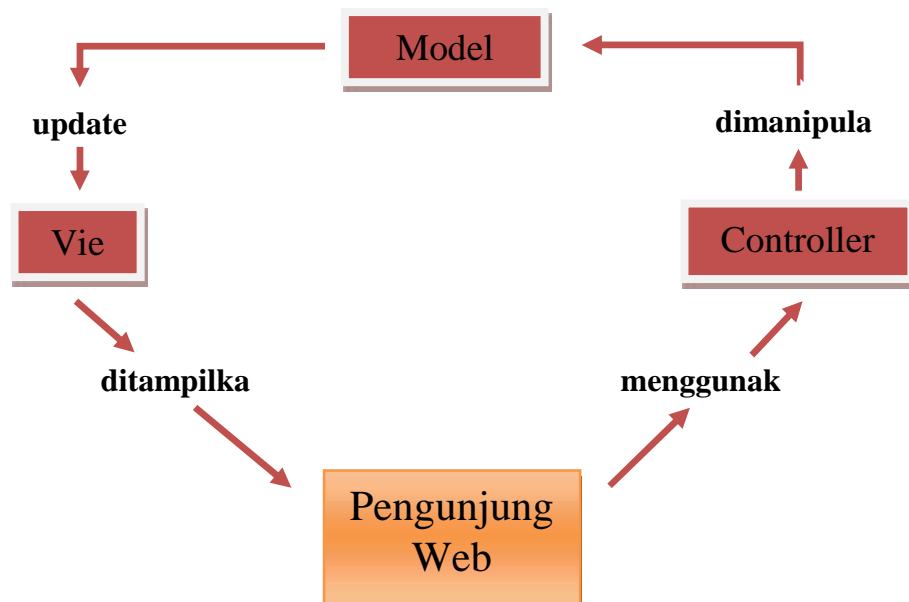 Model
update
dimanipula
Vie
Controller
ditampilka
menggunak
Pengunjung
Web